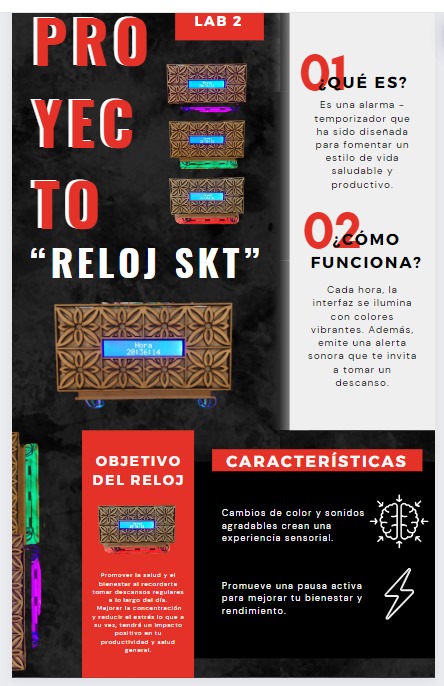 LAB 2
PRO
YEC
TO
“RELOJ SKT”
Hora
20:36:14
01
¿QUÉ ES?
Es una alarma -
temporizador que
ha sido diseñada
para fomentar un
estilo de vida
saludable y
productivo.
02
¿CÓMO
FUNCIONA?
Cada hora, la
interfaz se ilumina
con colores
vibrantes. Además,
emite una alerta
sonora que te invita
a tomar un
descanso.
OBJETIVO
DEL RELOJ
Promover la salud y el
bienestar al recordarte
tomar descansos regulares
a lo largo del día.
Mejorar la concentración
y reducir el estrés lo que a
su vez, tendrá un impacto
positivo en tu
productividad y salud
general.
CARACTERÍSTICAS
Cambios de color y sonidos
agradables crean una
experiencia sensorial.
Promueve una pausa activa
para mejorar tu bienestar y
rendimiento.